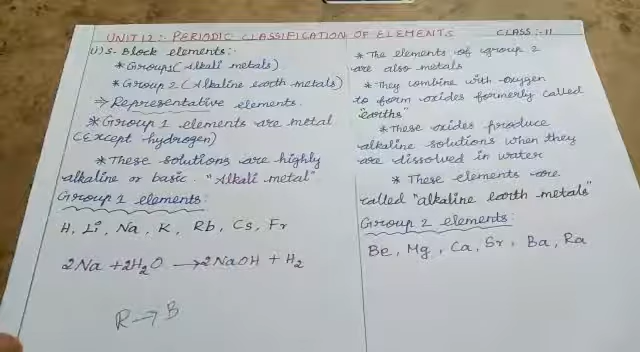 UNIT 12:- PERIODIC CLASSIFICATION OF ELEMENTS CLASS:-11
(i) S-Block elements:-
* Group1 (Alkali metals)
* Group 2 (Alkaline earth metals)
⇒ Representative elements.
* Group 1 elements are metal
(Except hydrogen)
* These solutions are highly
alkaline or basic. "Alkali metal"
Group 1 elements:
H, Li, Na, K, Rb, Cs, Fr
2Na + 2H₂O → 2NaOH + H₂
R → B
* The elements of group 2
are also metals
* They combine with oxygen
to form oxides formerly called
"earths"
* These oxides produce
alkaline solutions when they
are dissolved in water
* These elements are
called "alkaline earth metals"
Group 2 elements:
Be, Mg, Ca, Sr, Ba, Ra